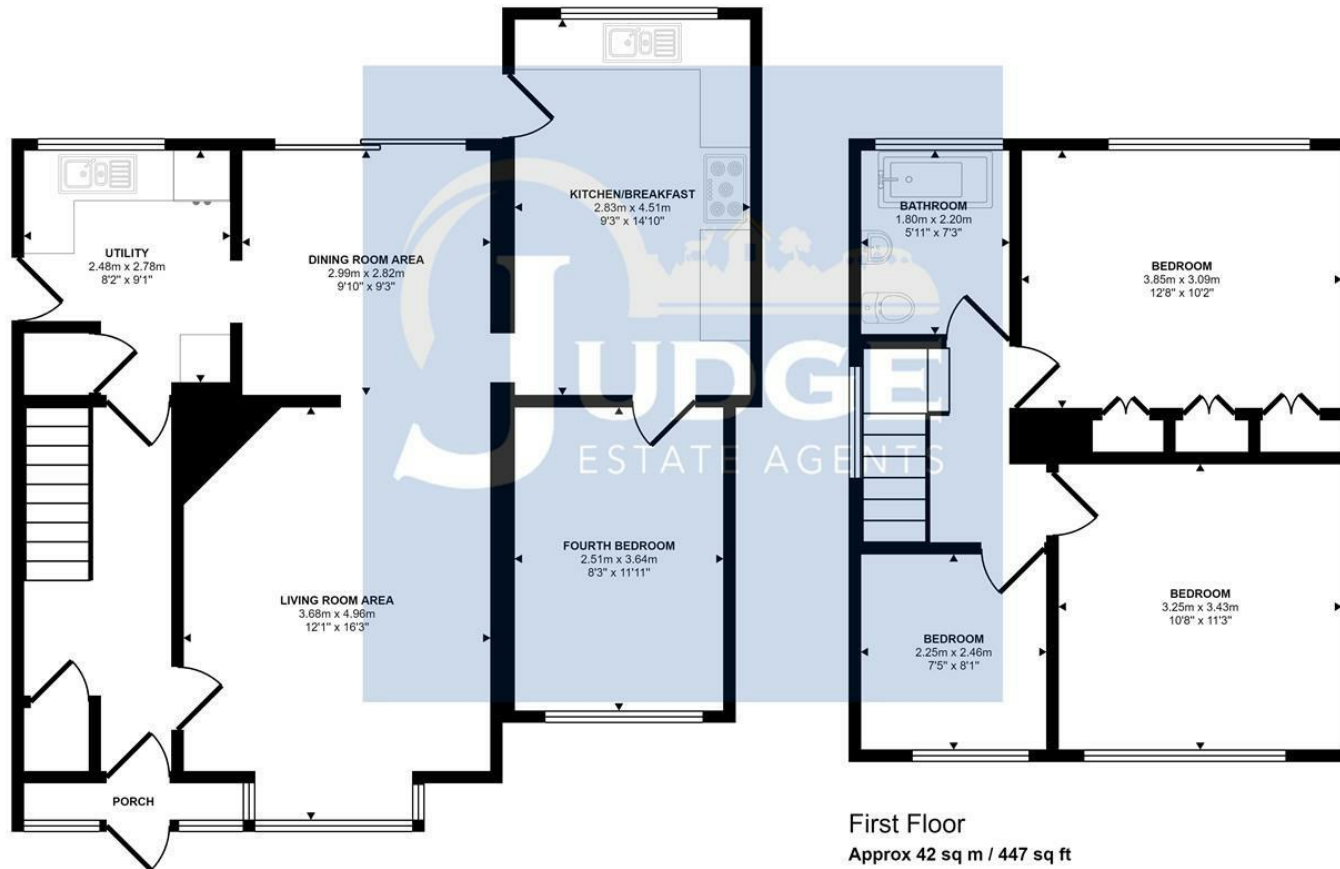 KITCHEN/BREAKFAST
2.83m x 4.51m
9'3" x 14'10"
UTILITY
2.48m x 2.78m
8'2" x 9'1"
DINING ROOM AREA
2.99m x 2.82m
9'10" x 9'3"
BATHROOM
1.80m x 2.20m
5'11" x 7'3"
BEDROOM
3.85m x 3.09m
12'8" x 10'2"
JUDGE
ESTATE AGENTS
LIVING ROOM AREA
3.68m x 4.96m
12'1" x 16'3"
FOURTH BEDROOM
2.51m x 3.64m
8'3" x 11'11"
BEDROOM
2.25m x 2.46m
7'5" x 8'1"
BEDROOM
3.25m x 3.43m
10'8" x 11'3"
PORCH
First Floor
Approx 42 sq m / 447 sq ft